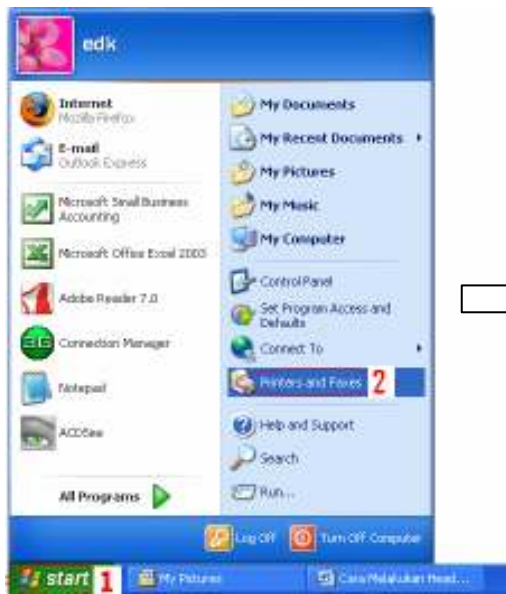 edk
Internet
Mozilla Firefox
E-mail
Outlook Express
Microsoft Small Business
Accounting
Microsoft Office Excel 2003
Adobe Reader 7.0
Connection Manager
Notepad
ACDSee
All Programs
My Documents
My Recent Documents
My Pictures
My Music
My Computer
Control Panel
Set Program Access and
Defaults
Connect To
Printers and Faxes 2
Help and Support
Search
Run...
Log Off Turn Off Computer
start 1 My Pictures Cara Melakukan Head...